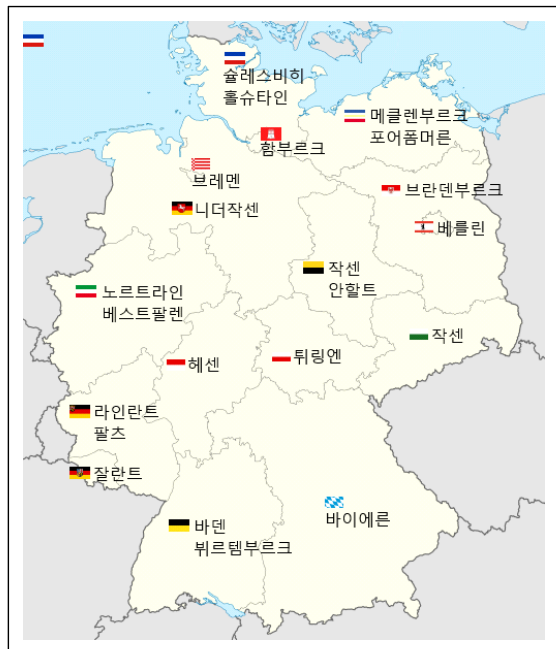 슐레스비히
홀슈타인
메클렌부르크
포어폼머른
함부르크
브레멘
브란덴부르크
니더작센
베를린
작센
안할트
노르트라인
베스트팔렌
작센
헤센
튀링엔
라인란트
팔츠
잘란트
바이에른
바덴
뷔르템부르크